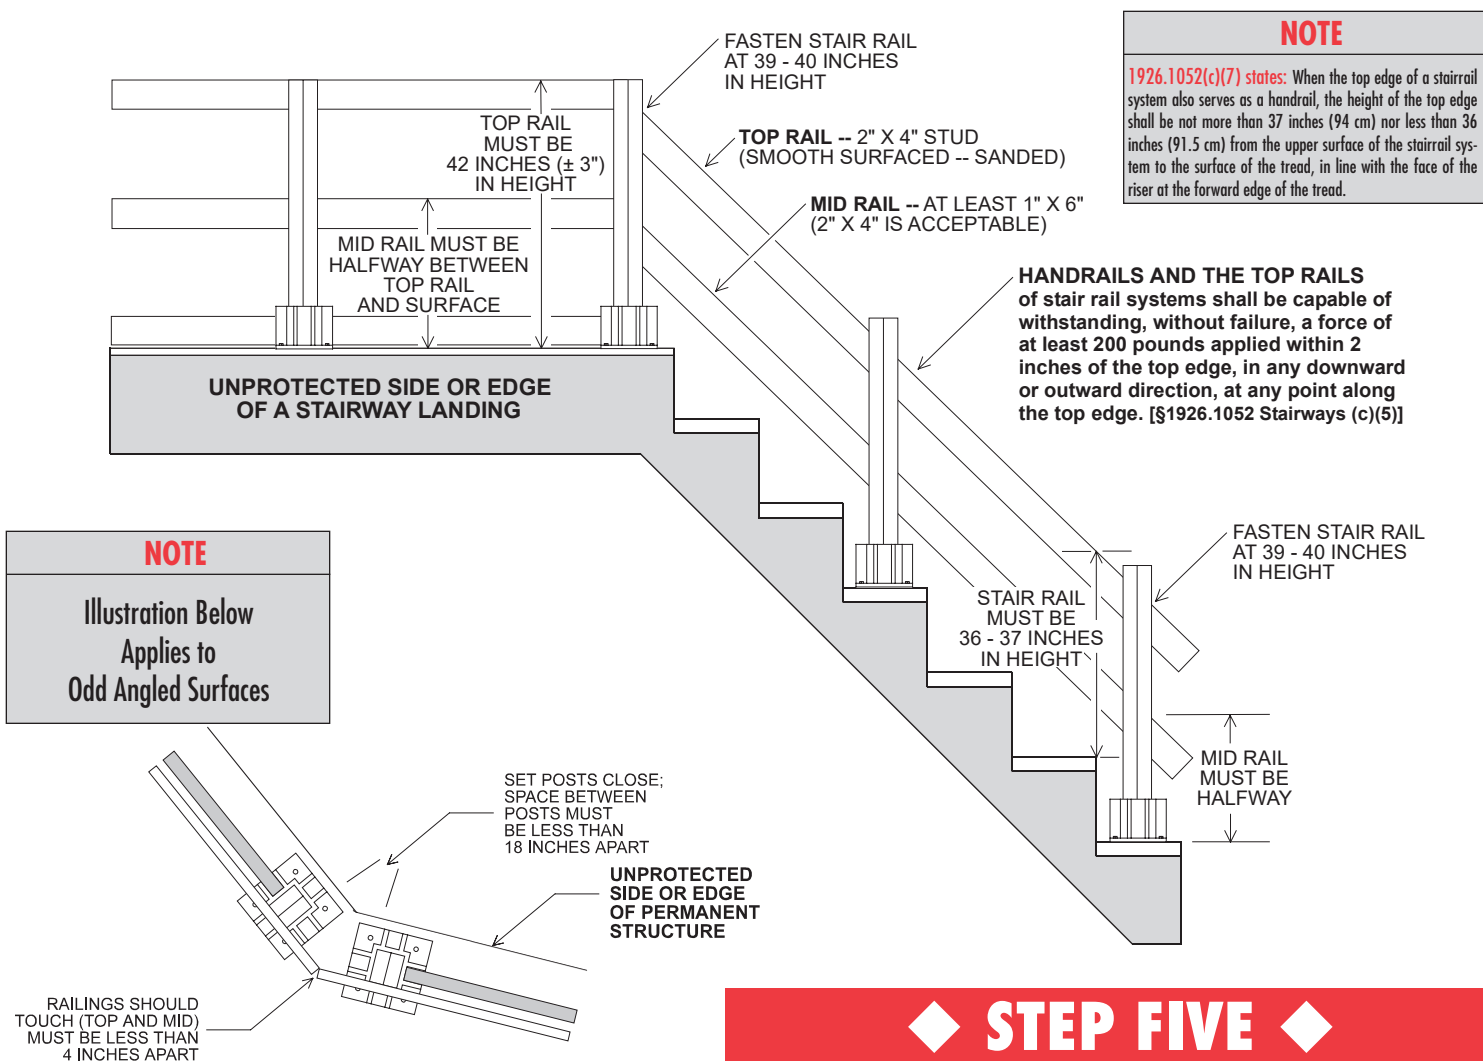 FASTEN STAIR RAIL
AT 39 - 40 INCHES
IN HEIGHT
NOTE
1926.1052(c)(7) states: When the top edge of a stairrail
system also serves as a handrail, the height of the top edge
shall be not more than 37 inches (94 cm) nor less than 36
inches (91.5 cm) from the upper surface of the stairrail sys-
tem to the surface of the tread, in line with the face of the
riser at the forward edge of the tread.
TOP RAIL
MUST BE
42 INCHES (± 3")
IN HEIGHT
TOP RAIL -- 2" X 4" STUD
(SMOOTH SURFACED -- SANDED)
MID RAIL -- AT LEAST 1" X 6"
(2" X 4" IS ACCEPTABLE)
MID RAIL MUST BE
HALFWAY BETWEEN
TOP RAIL
AND SURFACE
HANDRAILS AND THE TOP RAILS
of stair rail systems shall be capable of
withstanding, without failure, a force of
at least 200 pounds applied within 2
inches of the top edge, in any downward
or outward direction, at any point along
the top edge. [§1926.1052 Stairways (c)(5)]
UNPROTECTED SIDE OR EDGE
OF A STAIRWAY LANDING
FASTEN STAIR RAIL
AT 39 - 40 INCHES
IN HEIGHT
NOTE
Illustration Below
Applies to
Odd Angled Surfaces
STAIR RAIL
MUST BE
36 - 37 INCHES
IN HEIGHT
MID RAIL
MUST BE
HALFWAY
SET POSTS CLOSE;
SPACE BETWEEN
POSTS MUST
BE LESS THAN
18 INCHES APART
UNPROTECTED
SIDE OR EDGE
OF PERMANENT
STRUCTURE
RAILINGS SHOULD
TOUCH (TOP AND MID)
MUST BE LESS THAN
4 INCHES APART
◆ STEP FIVE ◆